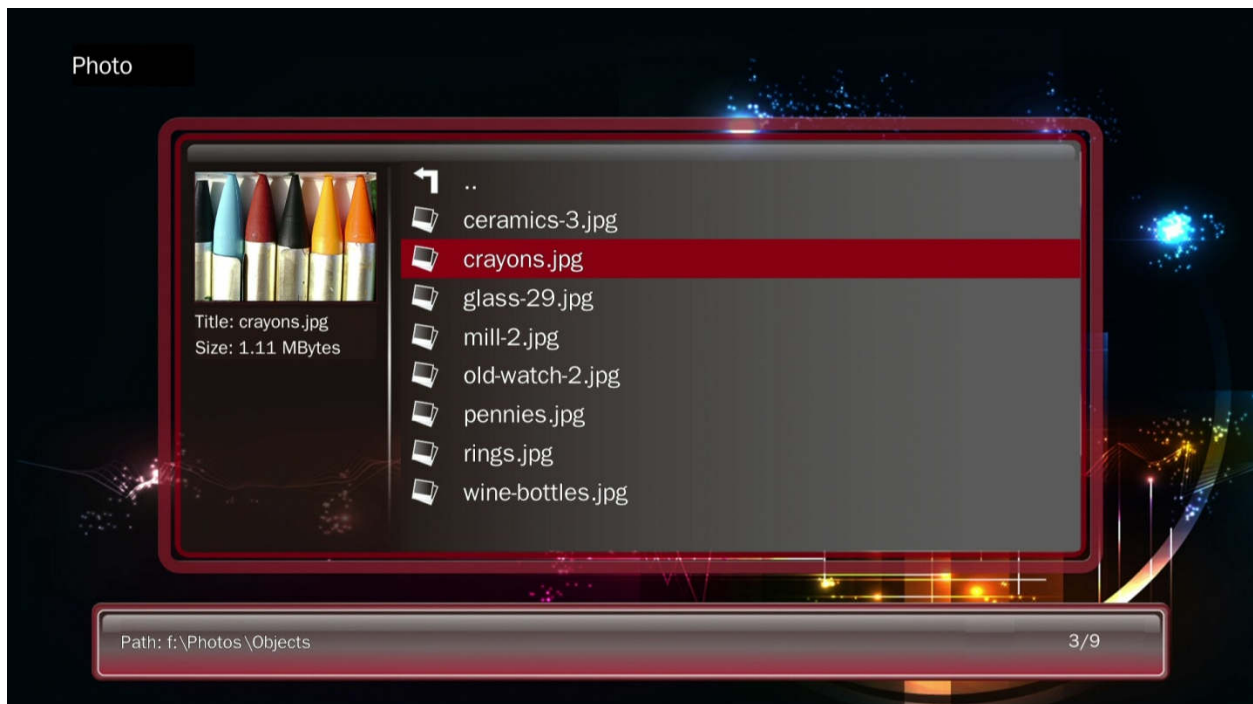 Photo
..
ceramics-3.jpg
crayons.jpg
glass-29.jpg
mill-2.jpg
old-watch-2.jpg
pennies.jpg
rings.jpg
wine-bottles.jpg
Title: crayons.jpg
Size: 1.11 MBytes
Path: f:\Photos\Objects
3/9